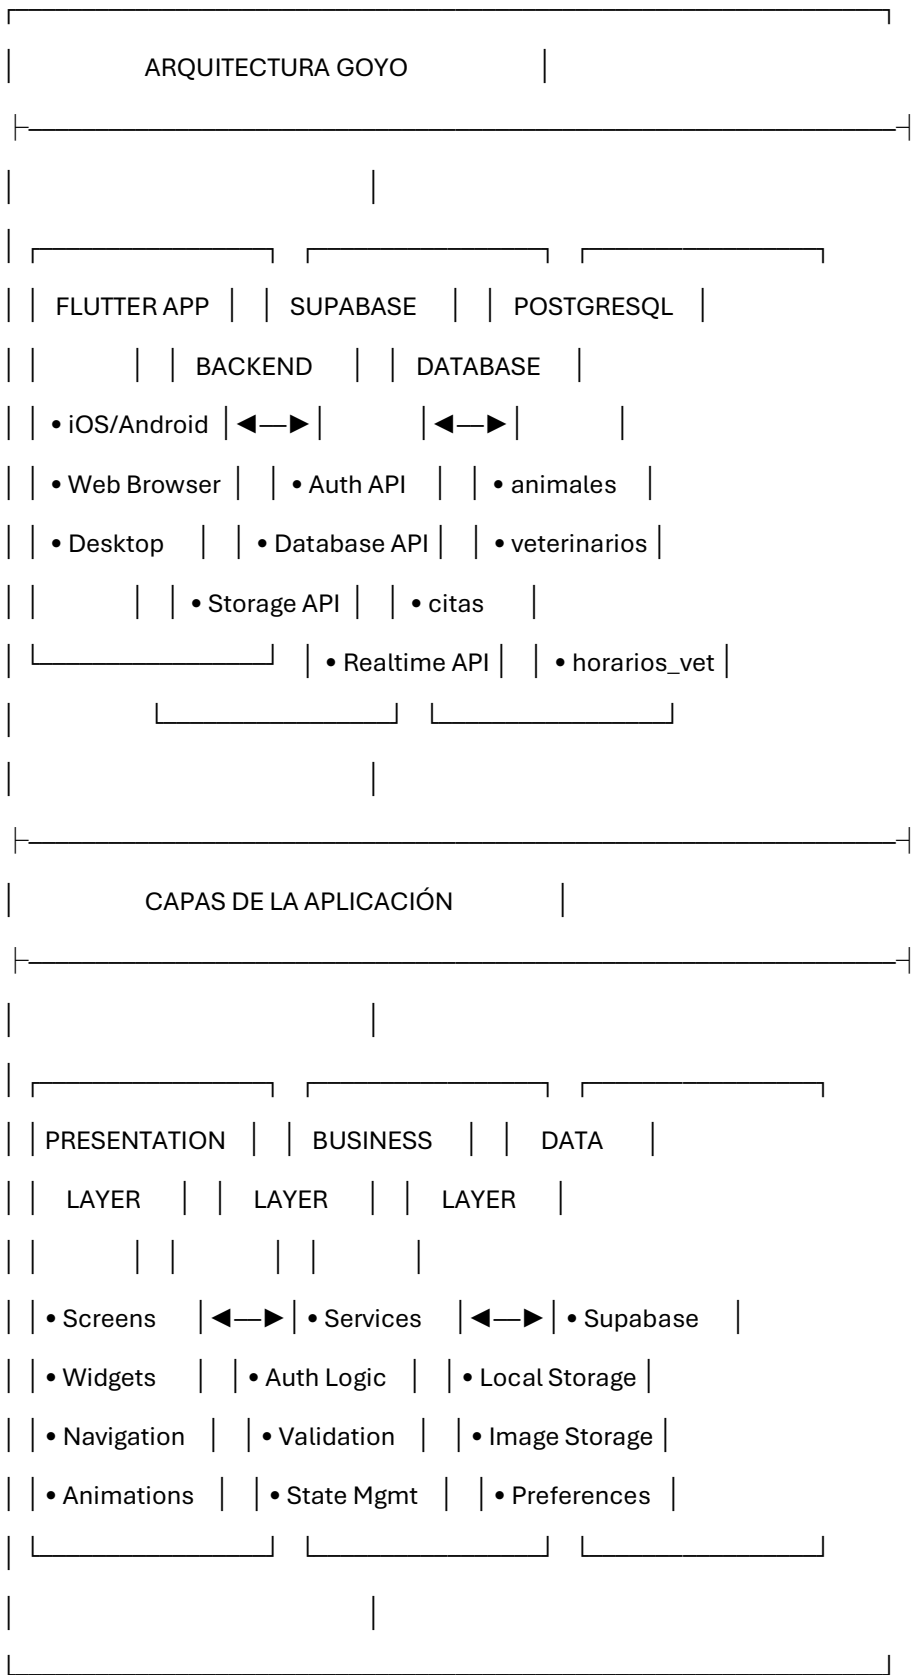 ARQUITECTURA GOYO
FLUTTER APP SUPABASE POSTGRESQL
BACKEND DATABASE
• iOS/Android ◄—► ◄—►
• Web Browser • Auth API • animales
• Desktop • Database API • veterinarios
• Storage API • citas
• Realtime API • horarios_vet
CAPAS DE LA APLICACIÓN
PRESENTATION BUSINESS DATA
LAYER LAYER LAYER
• Screens ◄—► • Services ◄—► • Supabase
• Widgets • Auth Logic • Local Storage
• Navigation • Validation • Image Storage
• Animations • State Mgmt • Preferences